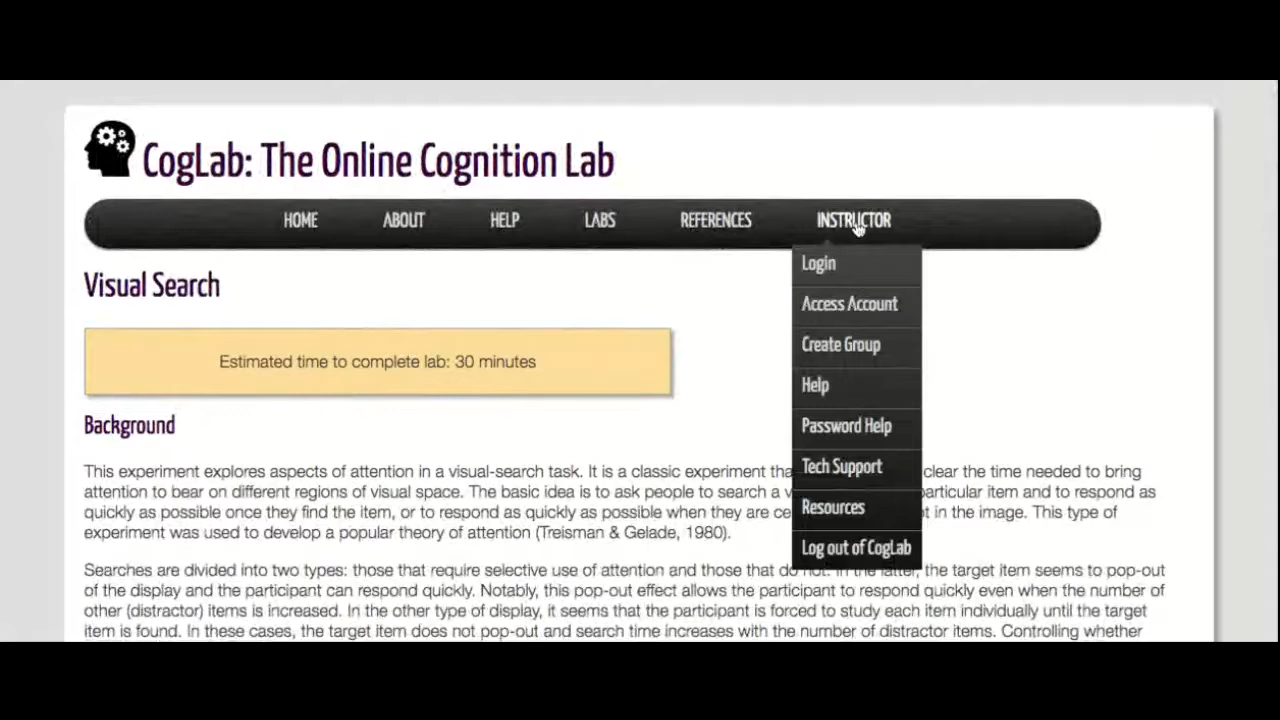 CogLab: The Online Cognition Lab
HOME ABOUT HELP LABS REFERENCES INSTRUCTOR
Login
Access Account
Create Group
Help
Password Help
Tech Support
Resources
Log out of CogLab
Visual Search
Estimated time to complete lab: 30 minutes
Background
This experiment explores aspects of attention in a visual-search task. It is a classic experiment clear the time needed to bring
attention to bear on different regions of visual space. The basic idea is to ask people to search a particular item and to respond as
quickly as possible once they find the item, or to respond as quickly as possible when they are in the image. This type of
experiment was used to develop a popular theory of attention (Treisman & Gelade, 1980).
Searches are divided into two types: those that require selective use of attention and those that do not. In the latter, the target item seems to pop-out
of the display and the participant can respond quickly. Notably, this pop-out effect allows the participant to respond quickly even when the number of
other (distractor) items is increased. In the other type of display, it seems that the participant is forced to study each item individually until the target
item is found. In these cases, the target item does not pop-out and search time increases with the number of distractor items. Controlling whether